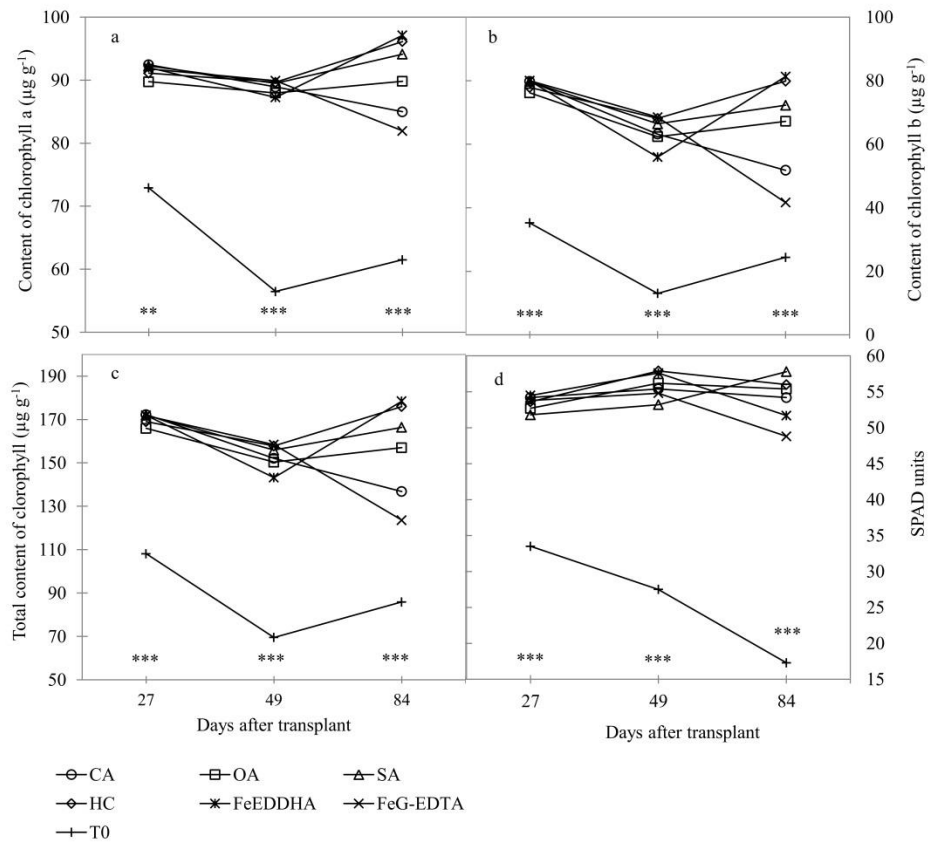 a
100
90
80
70
60
50
Content of chlorophyll a (µg g-1)
** *** ***
b
100
80
60
40
20
0
Content of chlorophyll b (µg g-1)
*** *** ***
c
190
170
150
130
110
90
70
50
Total content of clorophyll (µg g-1)
*** *** ***
27 49 84
Days after transplant
d
60
55
50
45
40
35
30
25
20
15
SPAD units
*** *** ***
27 49 84
Days after transplant
CA OA SA
HC FeEDDHA FeG-EDTA
T0